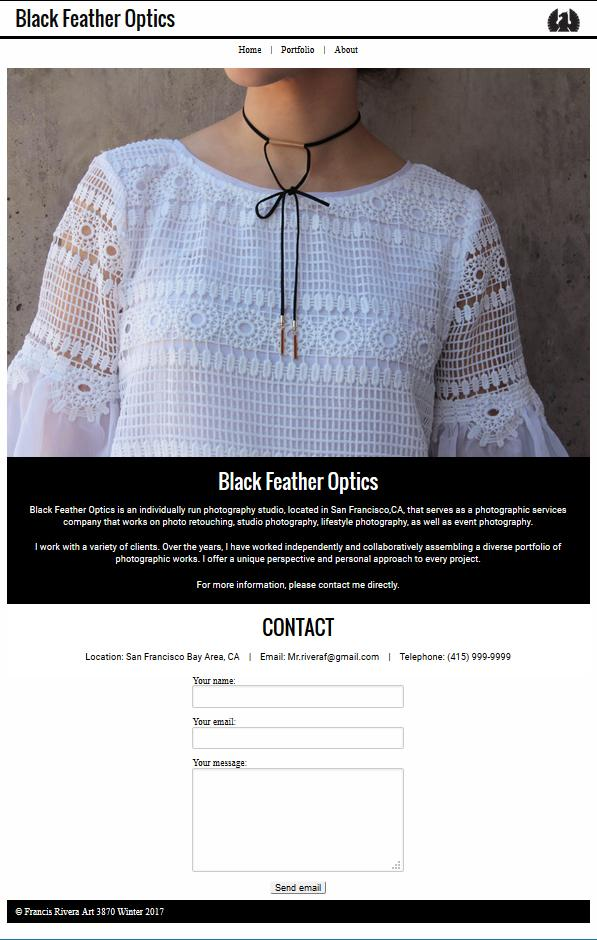 Black Feather Optics
Home | Portfolio | About
Black Feather Optics
Black Feather Optics is an individually run photography studio, located in San Francisco,CA, that serves as a photographic services
company that works on photo retouching, studio photography, lifestyle photography, as well as event photography.
I work with a variety of clients. Over the years, I have worked independently and collaboratively assembling a diverse portfolio of
photographic works. I offer a unique perspective and personal approach to every project.
For more information, please contact me directly.
CONTACT
Location: San Francisco Bay Area, CA | Email: Mr.riveraf@gmail.com | Telephone: (415) 999-9999
Your name:
Your email:
Your message:
Send email
© Francis Rivera Art 3870 Winter 2017